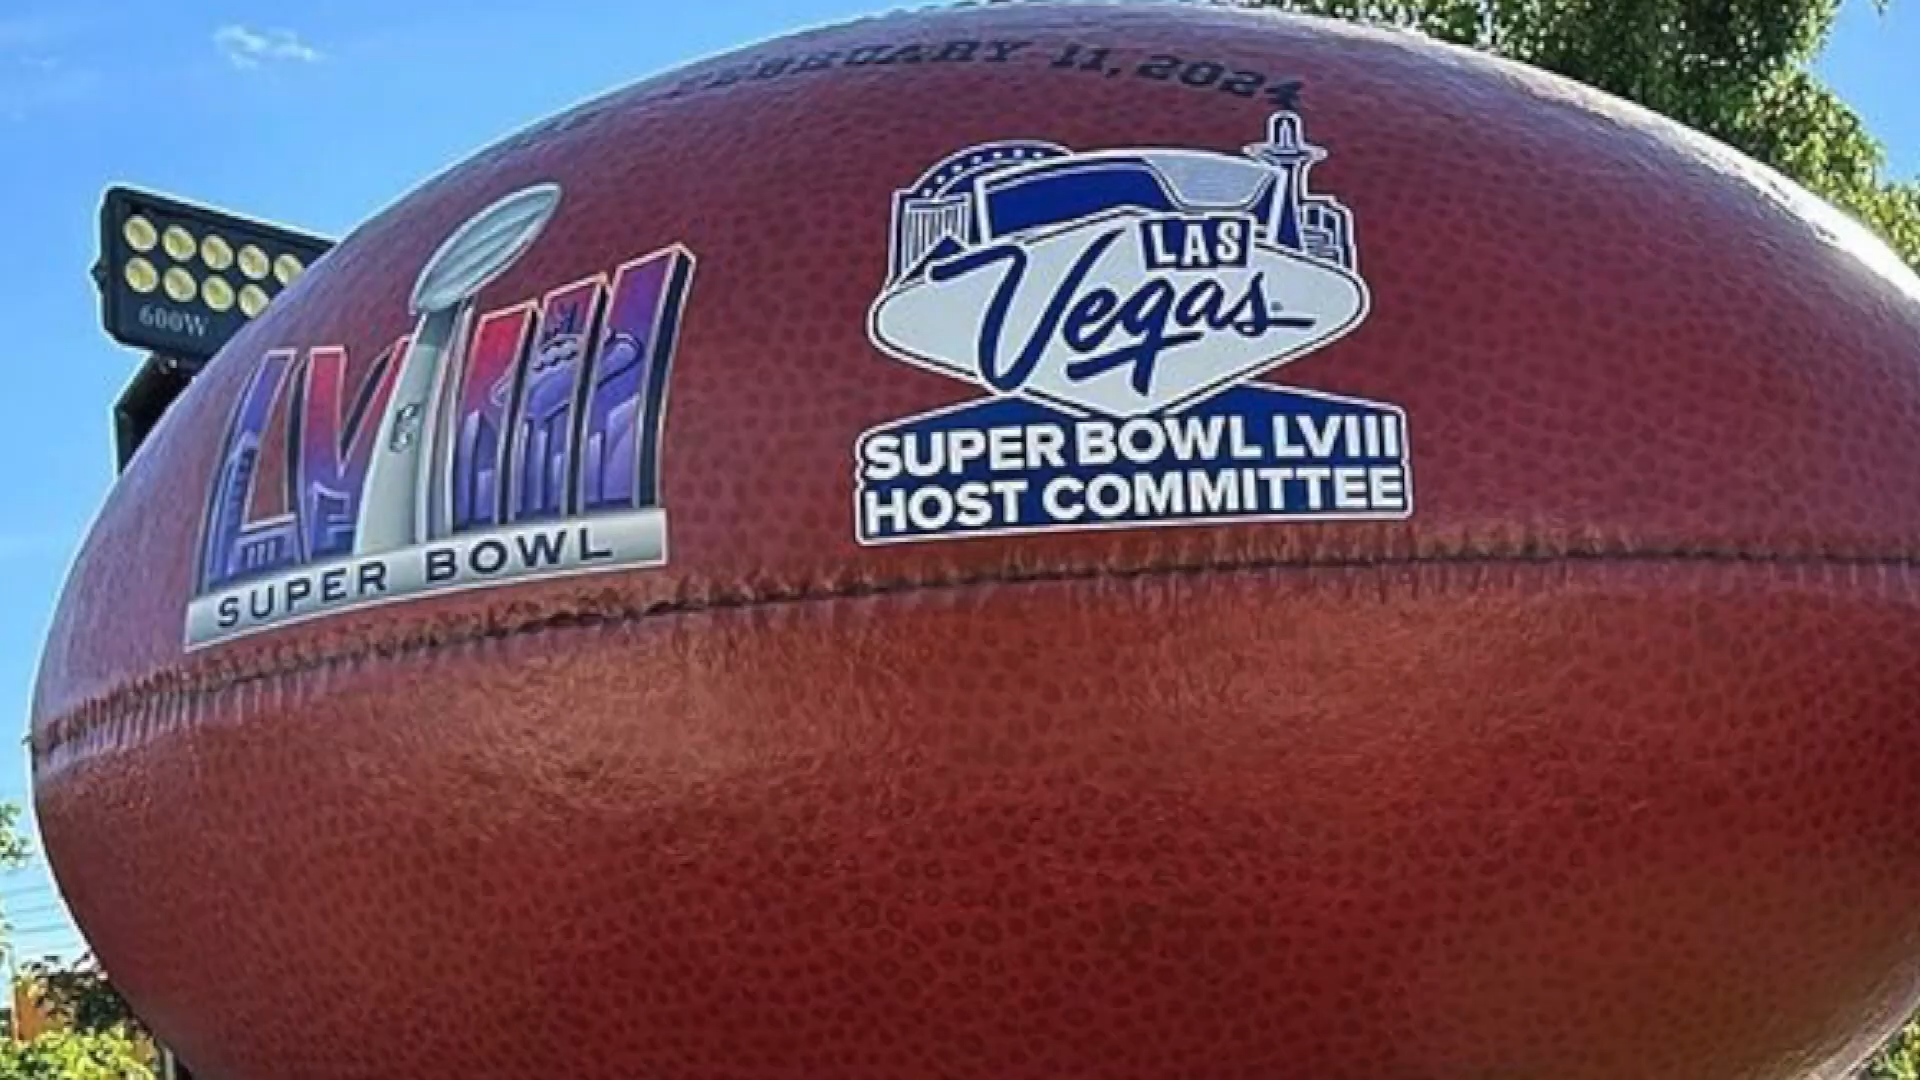 FEBRUARY 11, 2024
600W
LVIII
SUPER BOWL
LAS
Vegas
SUPER BOWL LVIII
HOST COMMITTEE